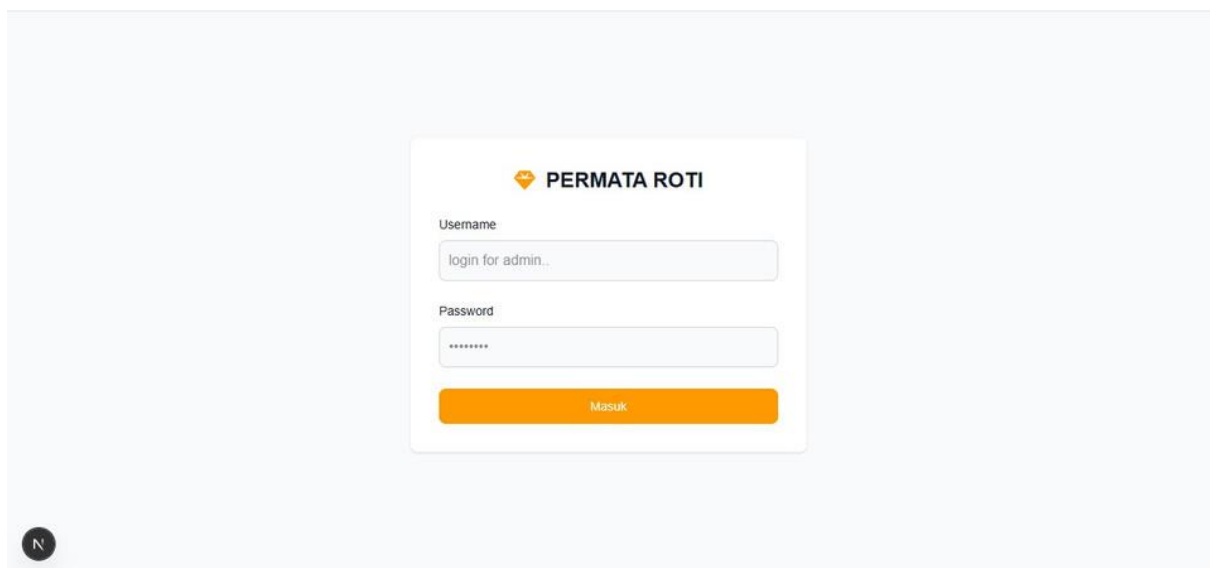 PERMATA ROTI
Username
login for admin..
Password
••••••••
Masuk
N